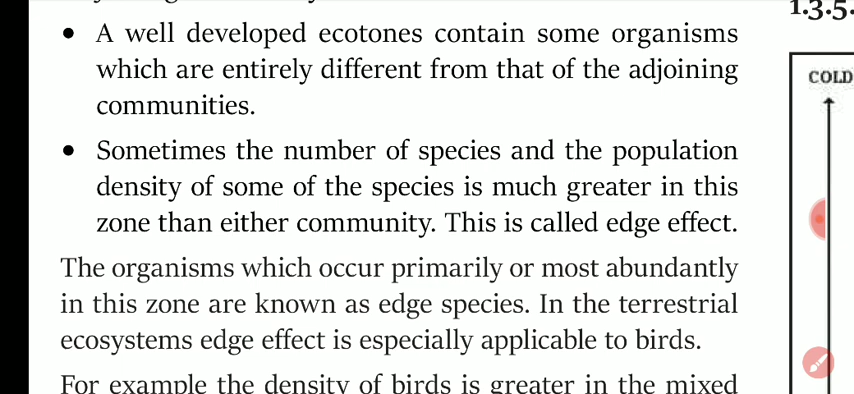 1.3.5.
• A well developed ecotones contain some organisms
which are entirely different from that of the adjoining
communities.
• Sometimes the number of species and the population
density of some of the species is much greater in this
zone than either community. This is called edge effect.
The organisms which occur primarily or most abundantly
in this zone are known as edge species. In the terrestrial
ecosystems edge effect is especially applicable to birds.
For example the density of birds is greater in the mixed
COLD